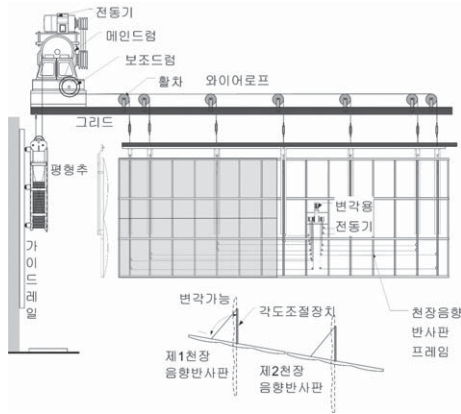 전동기
메인드럼
보조드럼
활차
와이어로프
그리드
평형추
변각용
전동기
가이드레일
변각가능
각도조절장치
천장음향
반사판
프레임
제1천장
음향반사판
제2천장
음향반사판